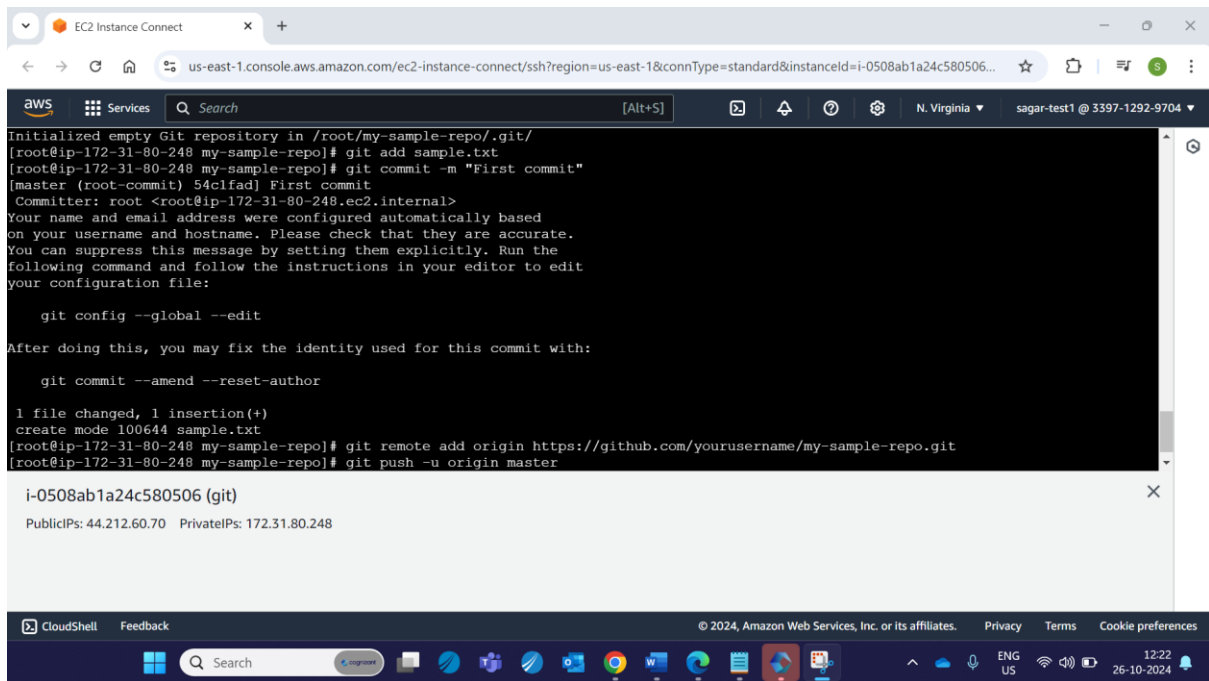 EC2 Instance Connect
us-east-1.console.aws.amazon.com/ec2-instance-connect/ssh?region=us-east-1&connType=standard&instanceId=i-0508ab1a24c580506...
S
aws Services Search [Alt+S] N. Virginia sagar-test1 @ 3397-1292-9704
Initialized empty Git repository in /root/my-sample-repo/.git/
[root@ip-172-31-80-248 my-sample-repo]# git add sample.txt
[root@ip-172-31-80-248 my-sample-repo]# git commit -m "First commit"
[master (root-commit) 54c1fad] First commit
 Committer: root <root@ip-172-31-80-248.ec2.internal>
Your name and email address were configured automatically based
on your username and hostname. Please check that they are accurate.
You can suppress this message by setting them explicitly. Run the
following command and follow the instructions in your editor to edit
your configuration file:
    git config --global --edit
After doing this, you may fix the identity used for this commit with:
    git commit --amend --reset-author
 1 file changed, 1 insertion(+)
 create mode 100644 sample.txt
[root@ip-172-31-80-248 my-sample-repo]# git remote add origin https://github.com/yourusername/my-sample-repo.git
[root@ip-172-31-80-248 my-sample-repo]# git push -u origin master
i-0508ab1a24c580506 (git)
PublicIPs: 44.212.60.70 PrivateIPs: 172.31.80.248
CloudShell Feedback © 2024, Amazon Web Services, Inc. or its affiliates. Privacy Terms Cookie preferences
Search cognizant ENG US 12:22 26-10-2024